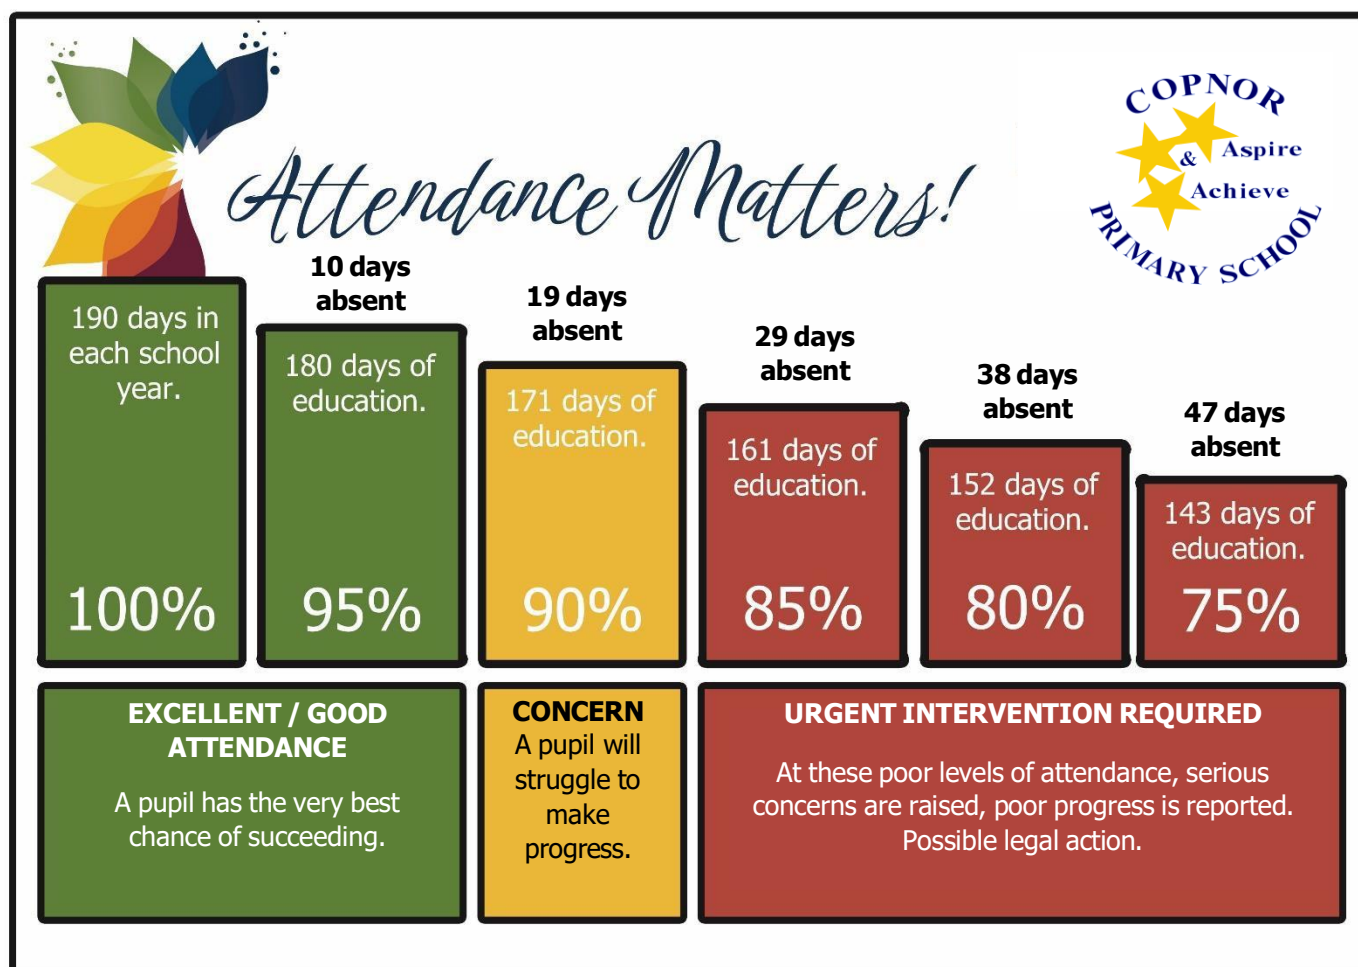 COPNOR
& Aspire
Achieve
PRIMARY SCHOOL
Attendance Matters!
190 days in
each school
year.
100%
10 days
absent
180 days of
education.
95%
19 days
absent
171 days of
education.
90%
29 days
absent
161 days of
education.
85%
38 days
absent
152 days of
education.
80%
47 days
absent
143 days of
education.
75%
EXCELLENT / GOOD
ATTENDANCE
A pupil has the very best
chance of succeeding.
CONCERN
A pupil will
struggle to
make
progress.
URGENT INTERVENTION REQUIRED
At these poor levels of attendance, serious
concerns are raised, poor progress is reported.
Possible legal action.